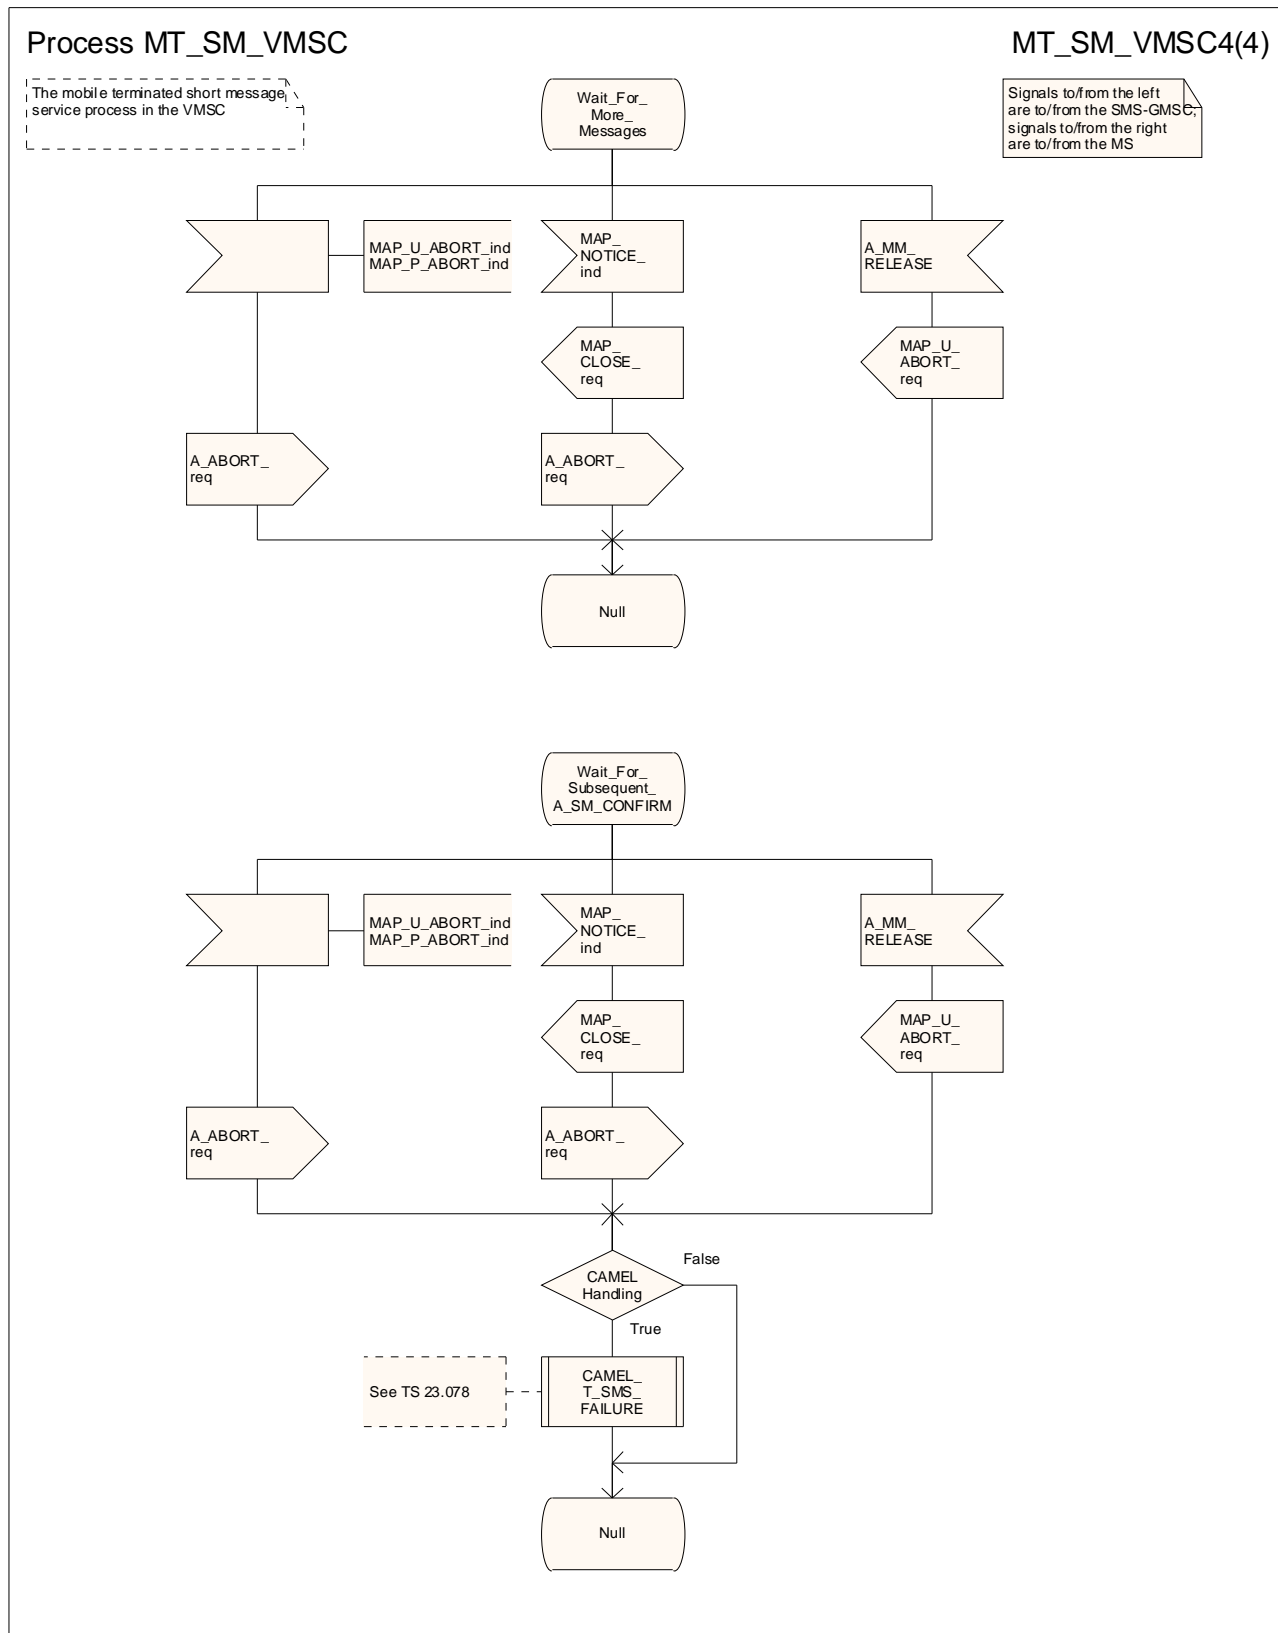 Process MT_SM_VMSC
MT_SM_VMSC4(4)
The mobile terminated short message
service process in the VMSC
Signals to/from the left
are to/from the SMS-GMSC;
signals to/from the right
are to/from the MS
Wait_For_
More_
Messages
MAP_U_ABORT_ind
MAP_P_ABORT_ind
MAP_
NOTICE_
ind
A_MM_
RELEASE
MAP_
CLOSE_
req
MAP_U_
ABORT_
req
A_ABORT_
req
A_ABORT_
req
Null
Wait_For_
Subsequent_
A_SM_CONFIRM
MAP_U_ABORT_ind
MAP_P_ABORT_ind
MAP_
NOTICE_
ind
A_MM_
RELEASE
MAP_
CLOSE_
req
MAP_U_
ABORT_
req
A_ABORT_
req
A_ABORT_
req
False
CAMEL
Handling
True
See TS 23.078
CAMEL_
T_SMS_
FAILURE
Null